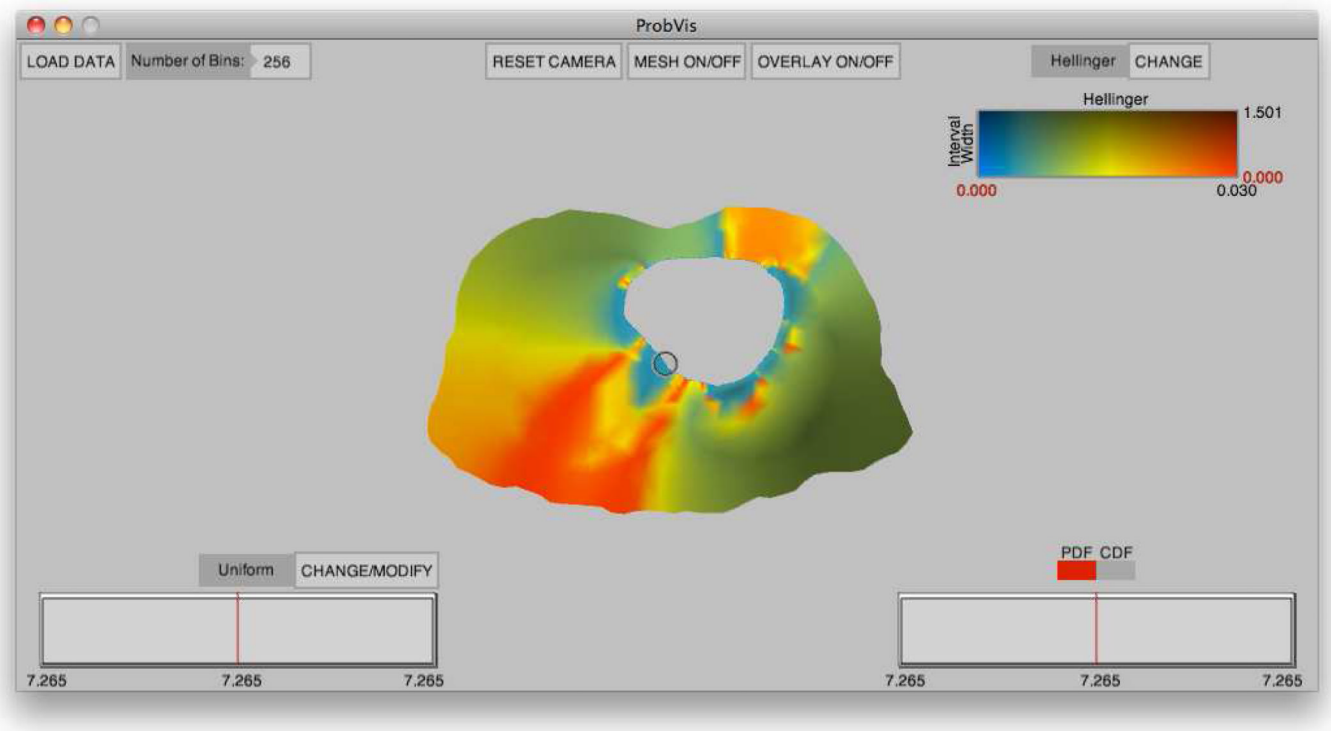 ProbVis
LOAD DATA Number of Bins: 256 RESET CAMERA MESH ON/OFF OVERLAY ON/OFF Hellinger CHANGE
Hellinger
Interval
Width
1.501
0.000
0.000 0.030
PDF CDF
Uniform CHANGE/MODIFY
7.265 7.265 7.265 7.265 7.265 7.265